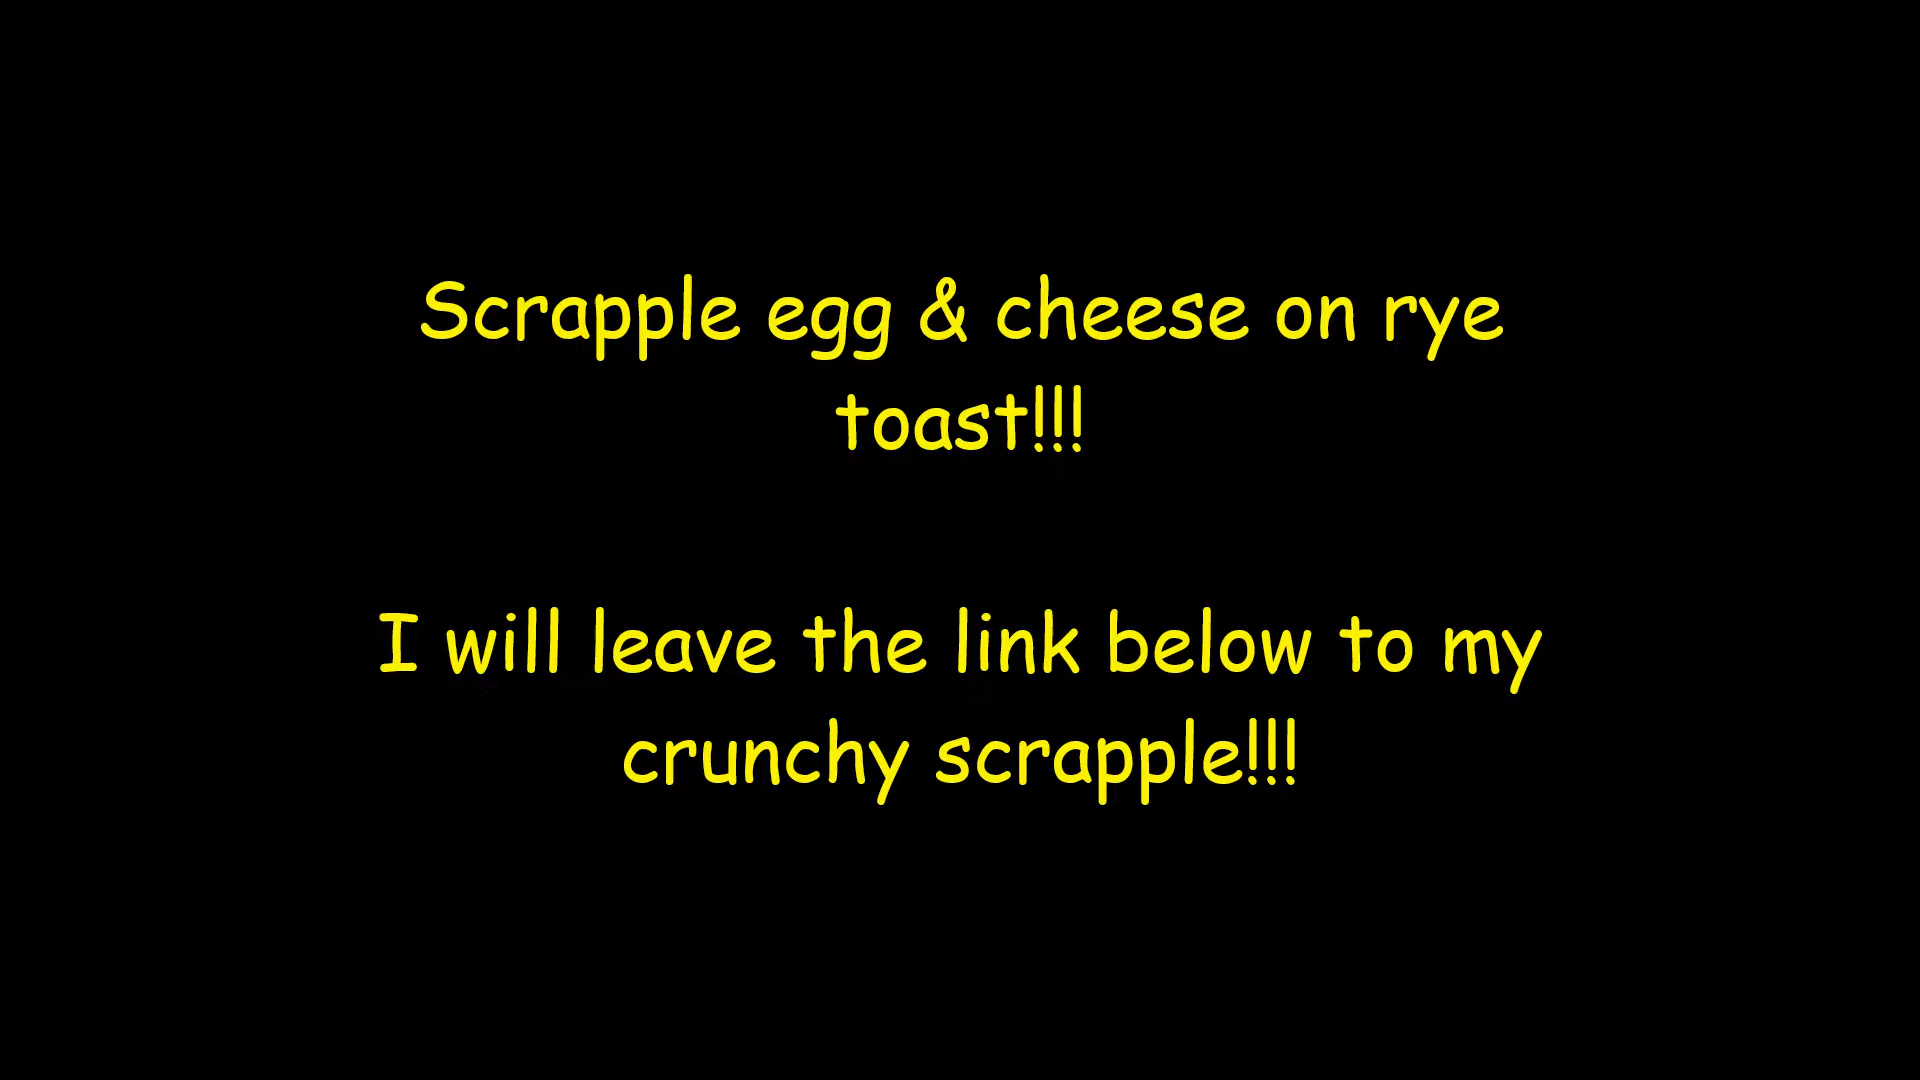 Scrapple egg & cheese on rye
toast!!!
I will leave the link below to my
crunchy scrapple!!!